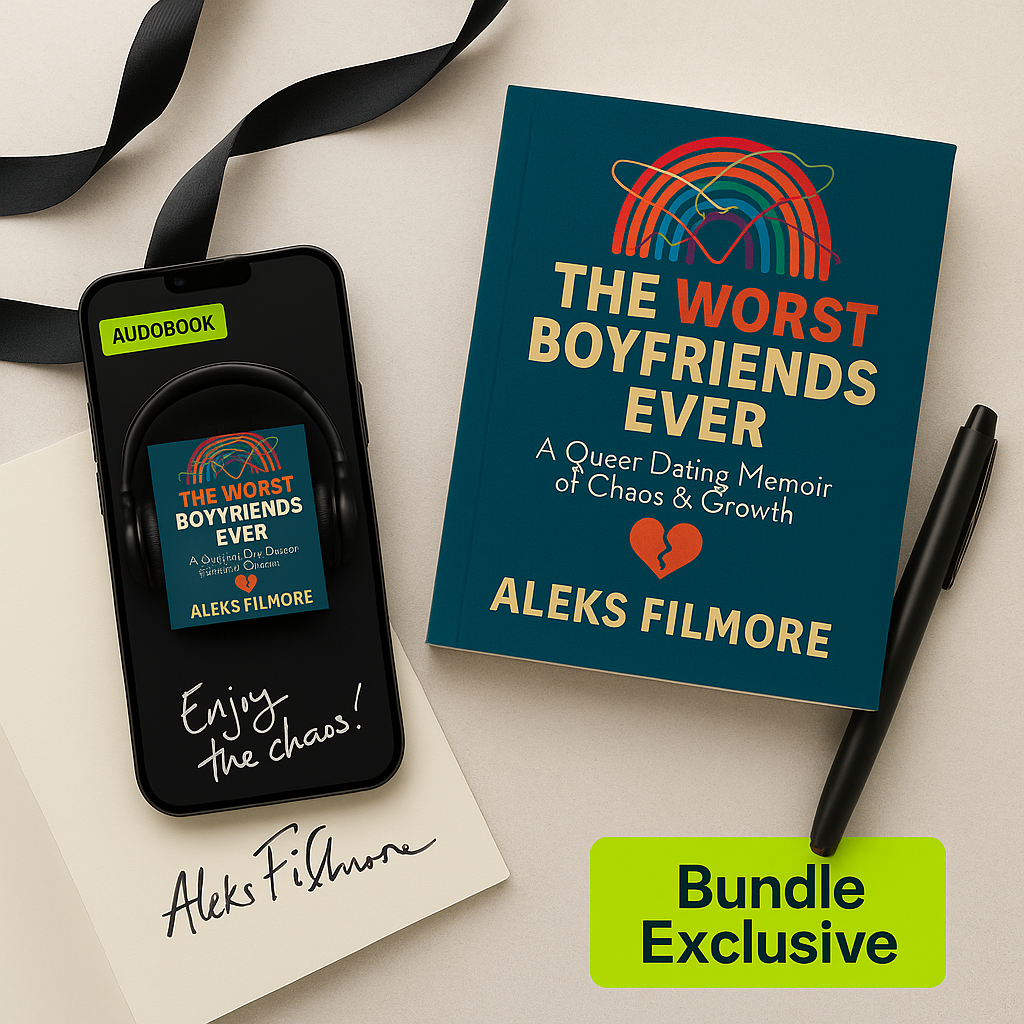 AUDOBOOK
THE WORST
BOYYRIENDS
EVER
ALEKS FILMORE
Enjoy
the chaos!
Aleks Fillmore
THE WORST
BOYFRIENDS
EVER
A Queer Dating Memoir
of Chaos & Growth
ALEKS FILMORE
Bundle
Exclusive